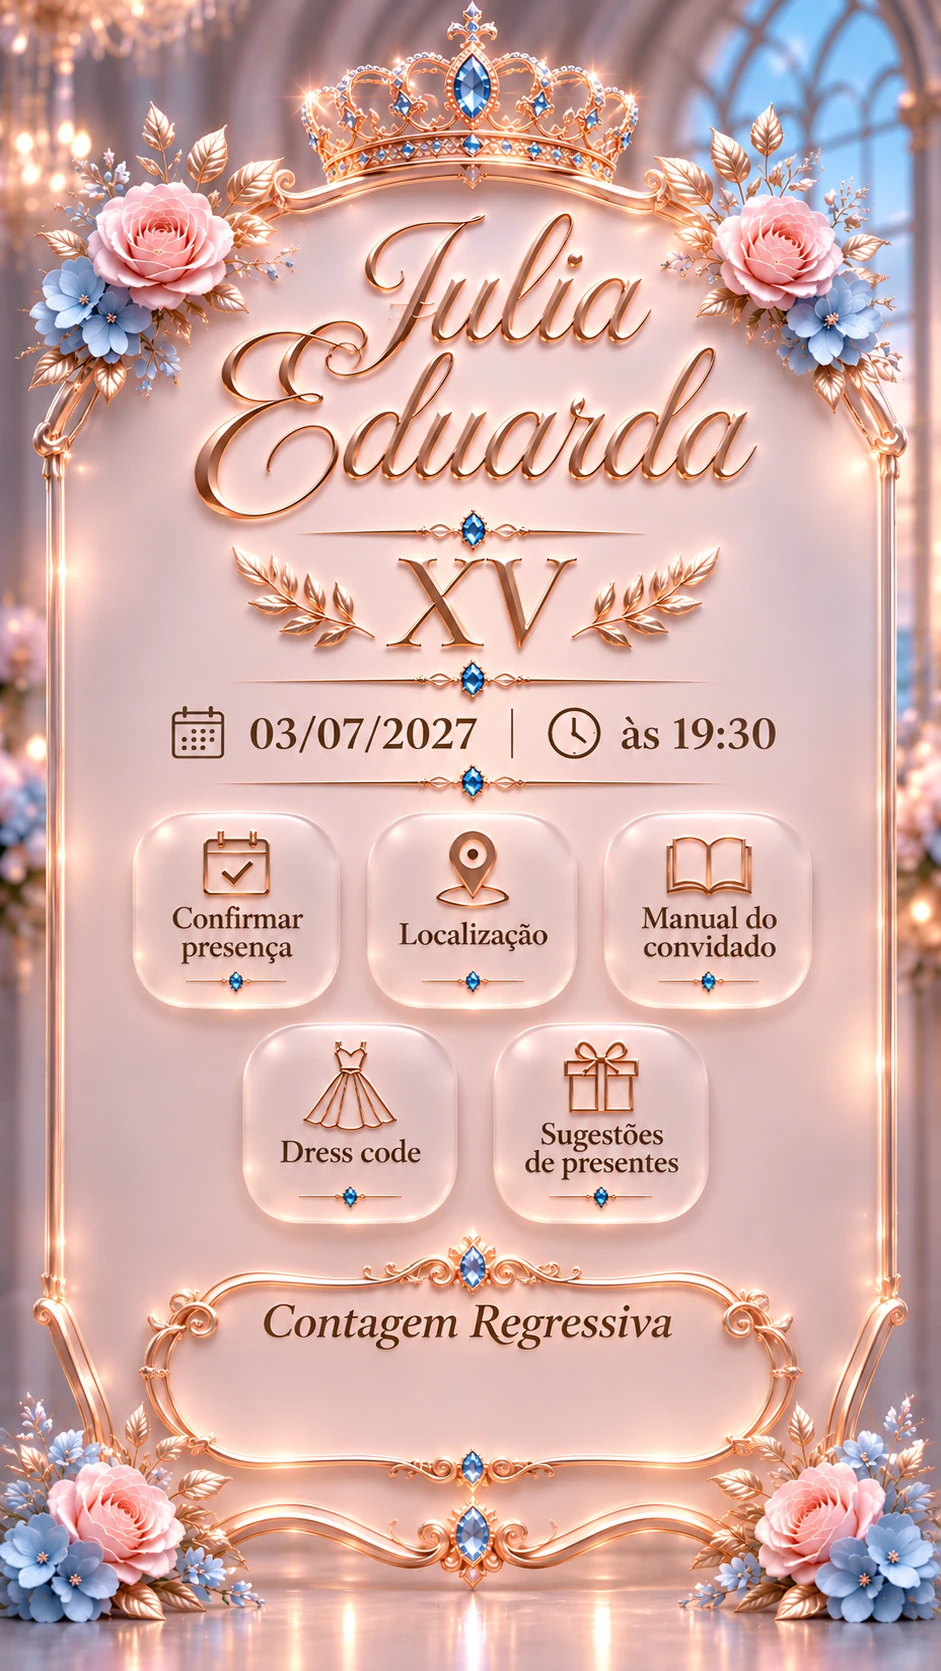 Julia
Eduarda
XV
03/07/2027 às 19:30
Confirmar
presença
Localização
Manual do
convidado
Dress code
Sugestões
de presentes
Contagem Regressiva